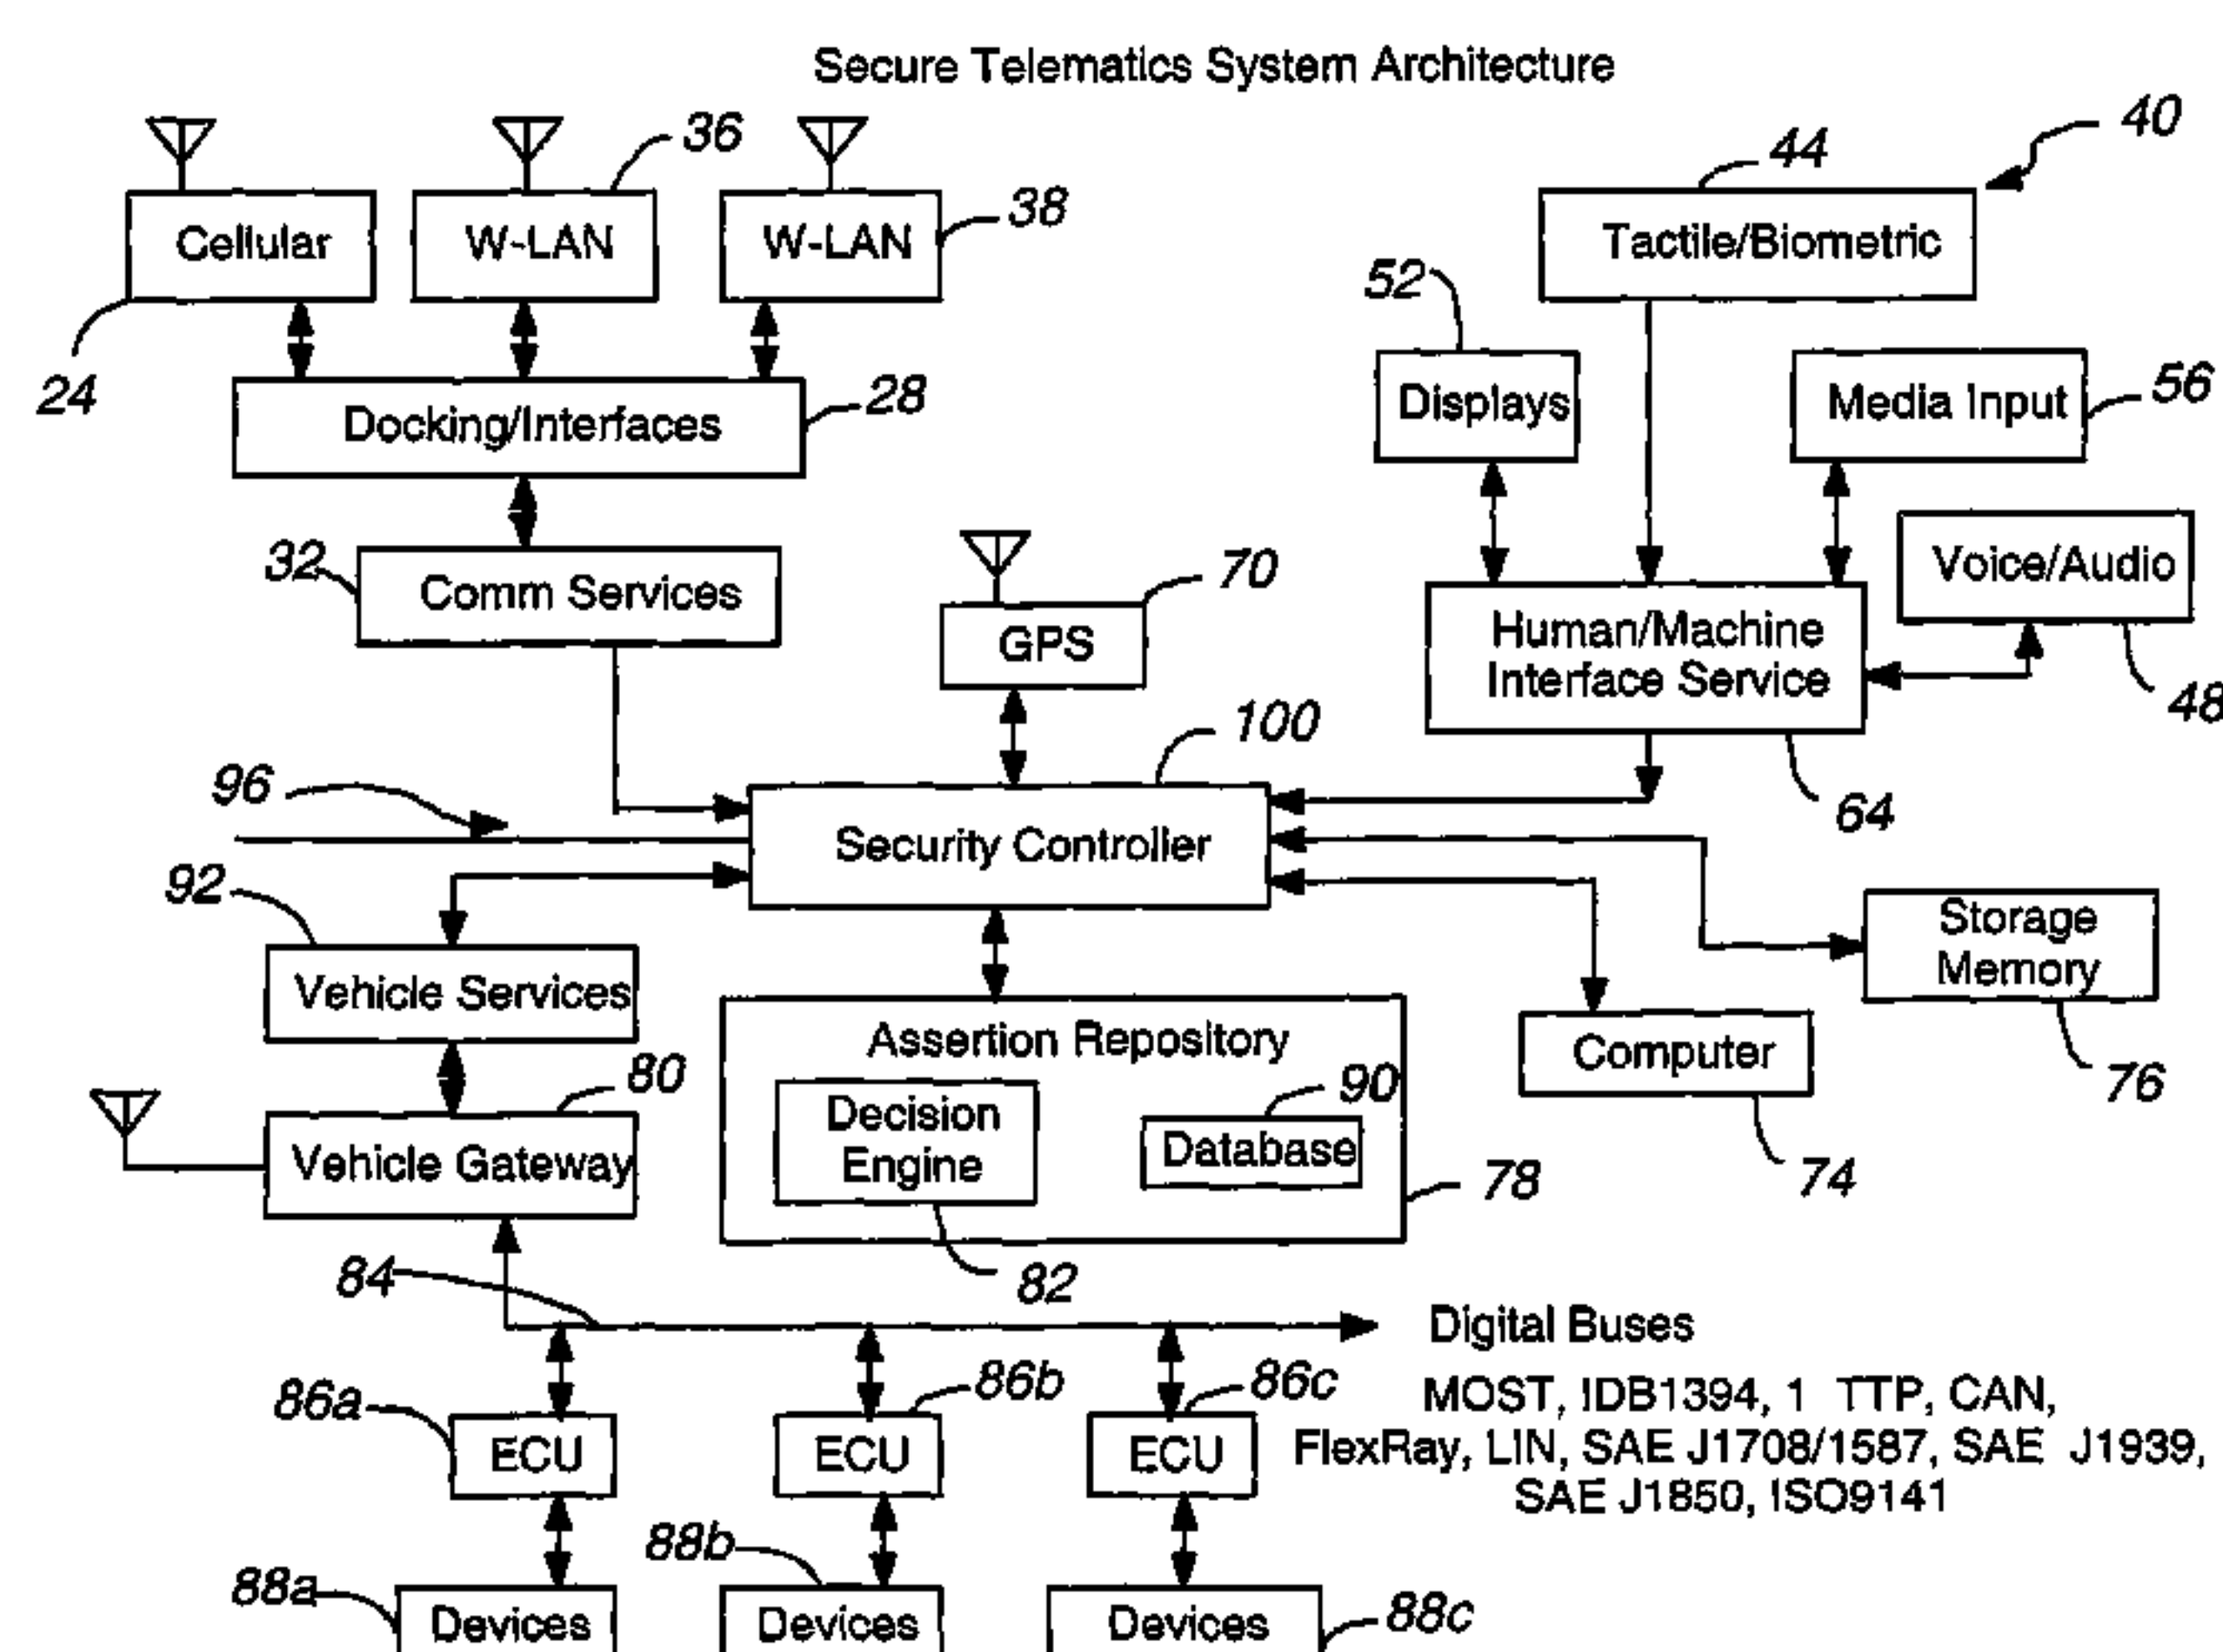 Secure Telematics System Architecture
36
40
44
38
Cellular
W-LAN
W-LAN
Tactile/Biometric
52
24
Docking/Interfaces
28
Displays
Media Input
56
32
Comm Services
70
Voice/Audio
GPS
Human/Machine
Interface Service
48
100
96
64
Security Controller
92
Vehicle Services
Storage
Memory
Assertion Repository
Computer
80
90
76
Decision
Engine
Database
Vehicle Gateway
78
74
84
82
Digital Buses
86a
86b
86c
MOST, IDB1394, 1 TTP, CAN,
FlexRay, LIN, SAE J1708/1587, SAE J1939,
SAE J1850, ISO9141
ECU
ECU
ECU
88a
88b
88c
Devices
Devices
Devices